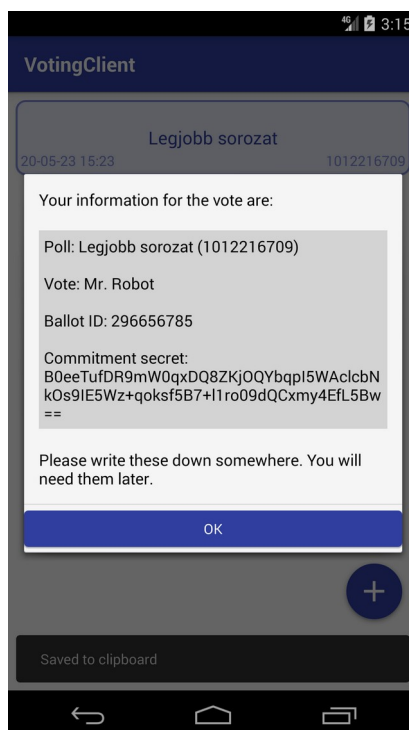 4G 3:15
VotingClient
Legjobb sorozat
20-05-23 15:23 1012216709
Your information for the vote are:
Poll: Legjobb sorozat (1012216709)
Vote: Mr. Robot
Ballot ID: 296656785
Commitment secret:
B0eeTufDR9mW0qxDQ8ZKjOQYbqpI5WAclcbN
kOs9IE5Wz+qoksf5B7+l1ro09dQCxmy4EfL5Bw
==
Please write these down somewhere. You will
need them later.
OK
+
Saved to clipboard